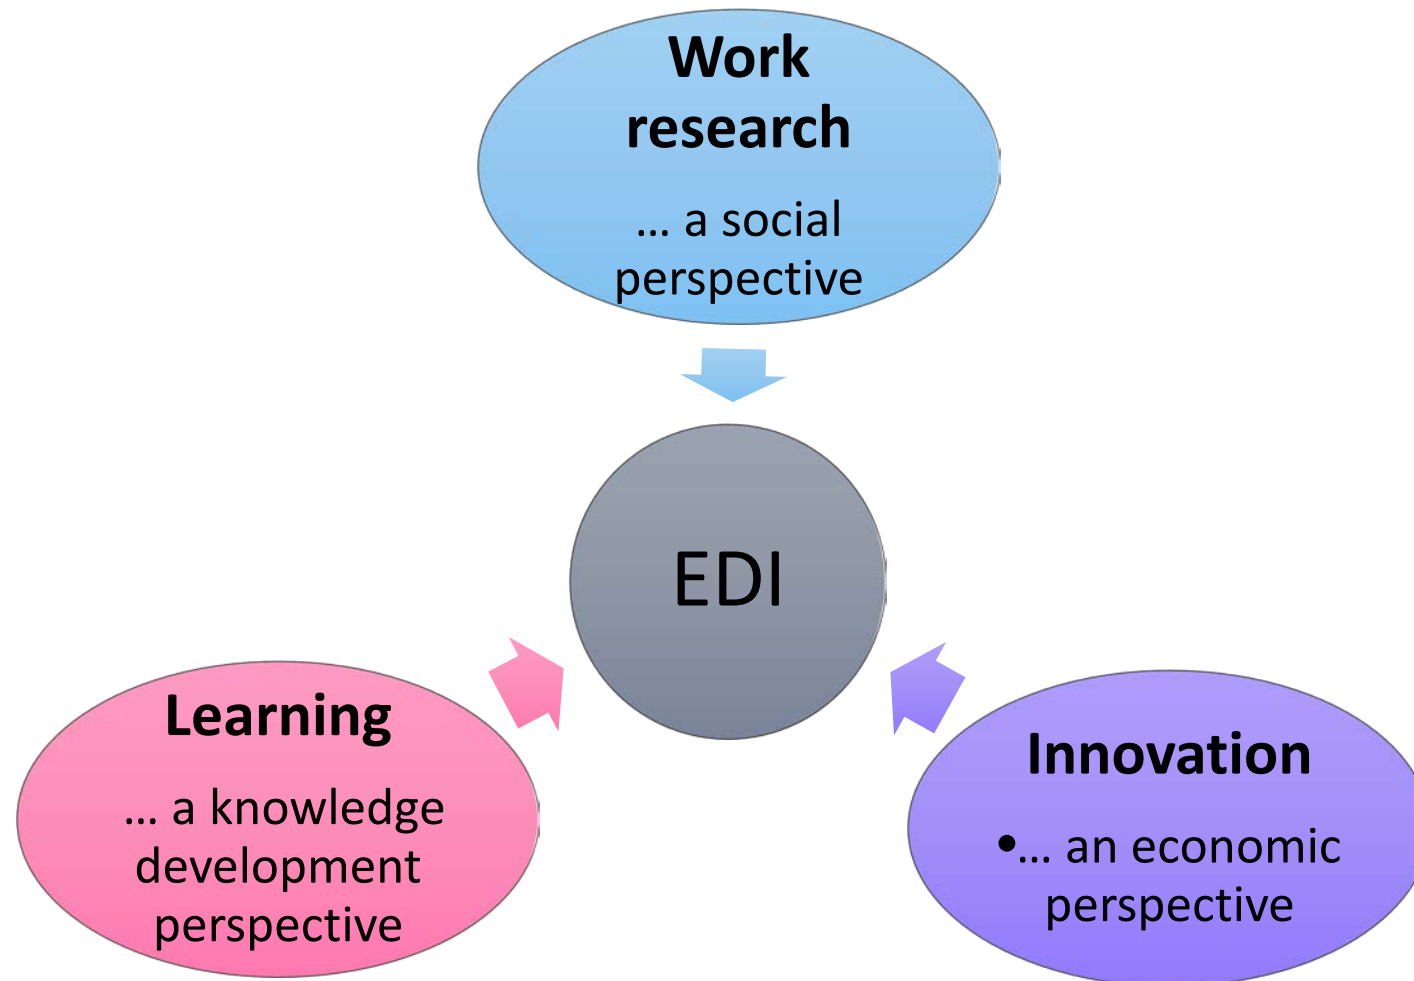 Work
research
... a social
perspective
EDI
Learning
... a knowledge
development
perspective
Innovation
•... an economic
perspective